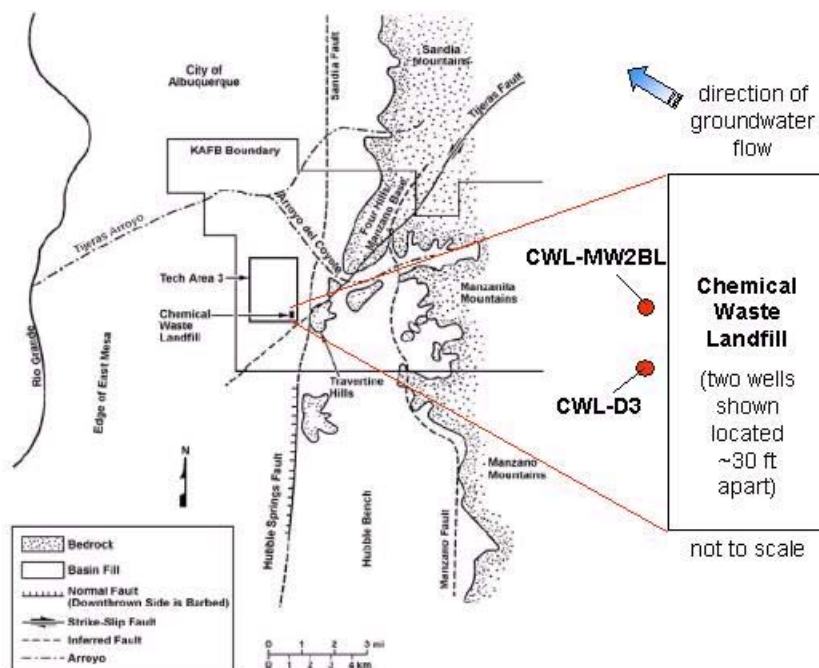 City of
Albuquerque
Sandia Fault
Sandia
Mountains
Tijeras Fault
KAFB Boundary
Four Hills/
Manzano Base
Arroyo del Coyote
Tijeras Arroyo
Tech Area 3
Chemical
Waste
Landfill
Manzanita
Mountains
Rio Grande
Edge of East Mesa
Travertine
Hills
N
Hubble Springs Fault
Hubble Bench
Manzano Fault
Manzano
Mountains
Bedrock
Basin Fill
Normal Fault
(Downthrown Side is Barbed)
Strike-Slip Fault
Inferred Fault
Arroyo
0 1 2 3 mi
0 1 2 3 4 km
direction of
groundwater
flow
CWL-MW2BL
CWL-D3
Chemical
Waste
Landfill
(two wells
shown
located
~30 ft
apart)
not to scale